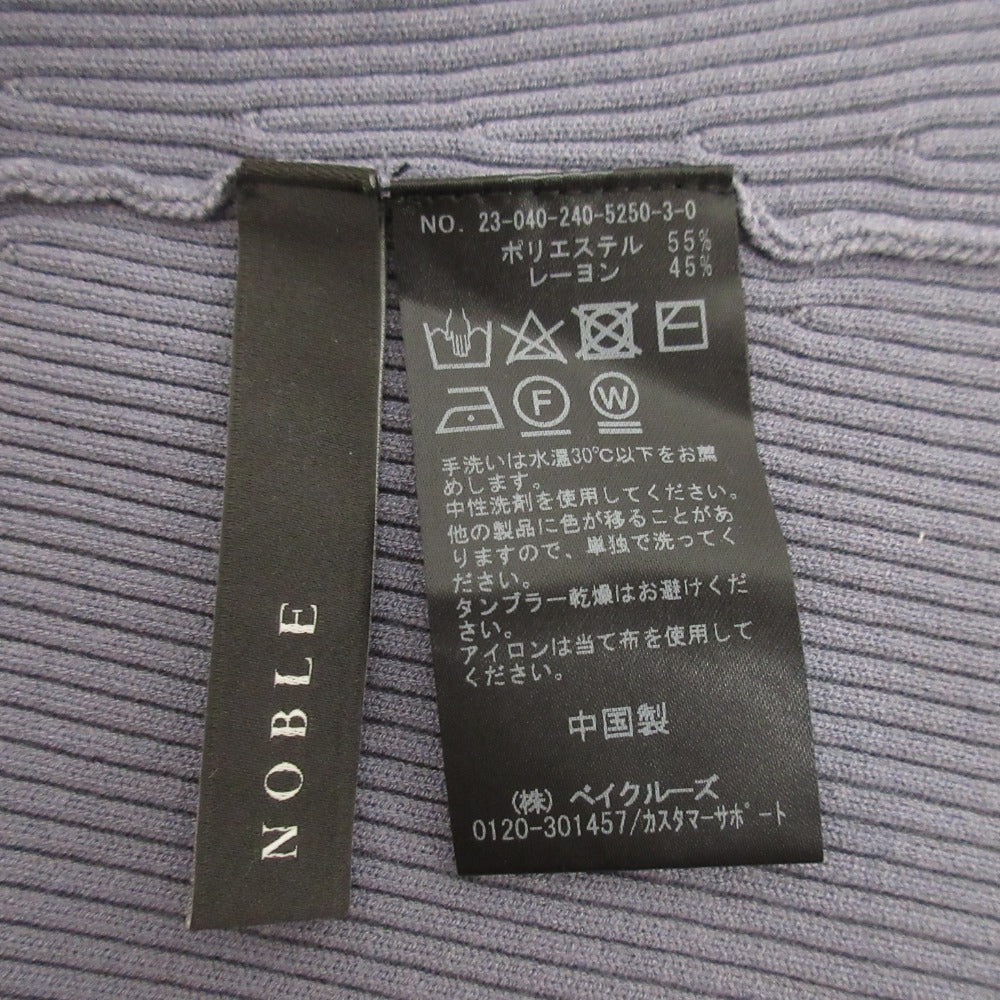 NOBLE
NO. 23-040-240-5250-3-0
ポリエステル 55%
レーヨン 45%
F W
手洗いは水温30℃以下をお薦
めします。
中性洗剤を使用してください。
他の製品に色が移ることがあ
りますので、単独で洗ってく
ださい。
タンブラー乾燥はお避けくだ
さい。
アイロンは当て布を使用して
ください。
中国製
(株) ベイクルーズ
0120-301457/カスタマーサポート